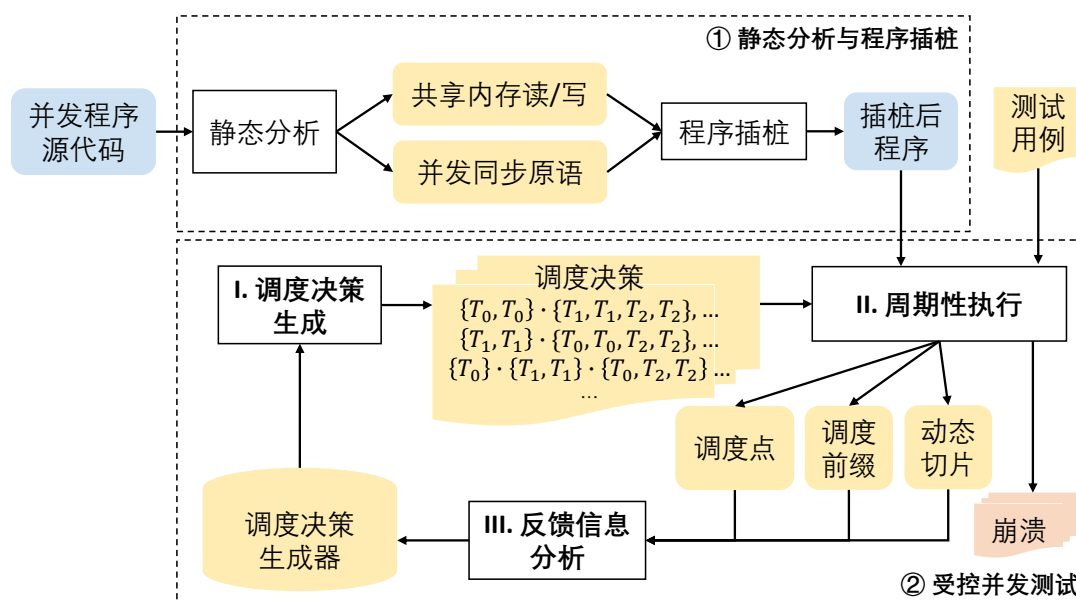 ① 静态分析与程序插桩
并发程序
源代码
静态分析
共享内存读/写
并发同步原语
程序插桩
插桩后
程序
测试
用例
I. 调度决策
生成
调度决策
{T₀, T₀} · {T₁, T₁, T₂, T₂}, ...
{T₁, T₁} · {T₀, T₀, T₂, T₂}, ...
{T₀} · {T₁, T₁} · {T₀, T₂, T₂} ...
...
II. 周期性执行
调度点
调度
前缀
动态
切片
调度决策
生成器
III. 反馈信息
分析
崩溃
② 受控并发测试